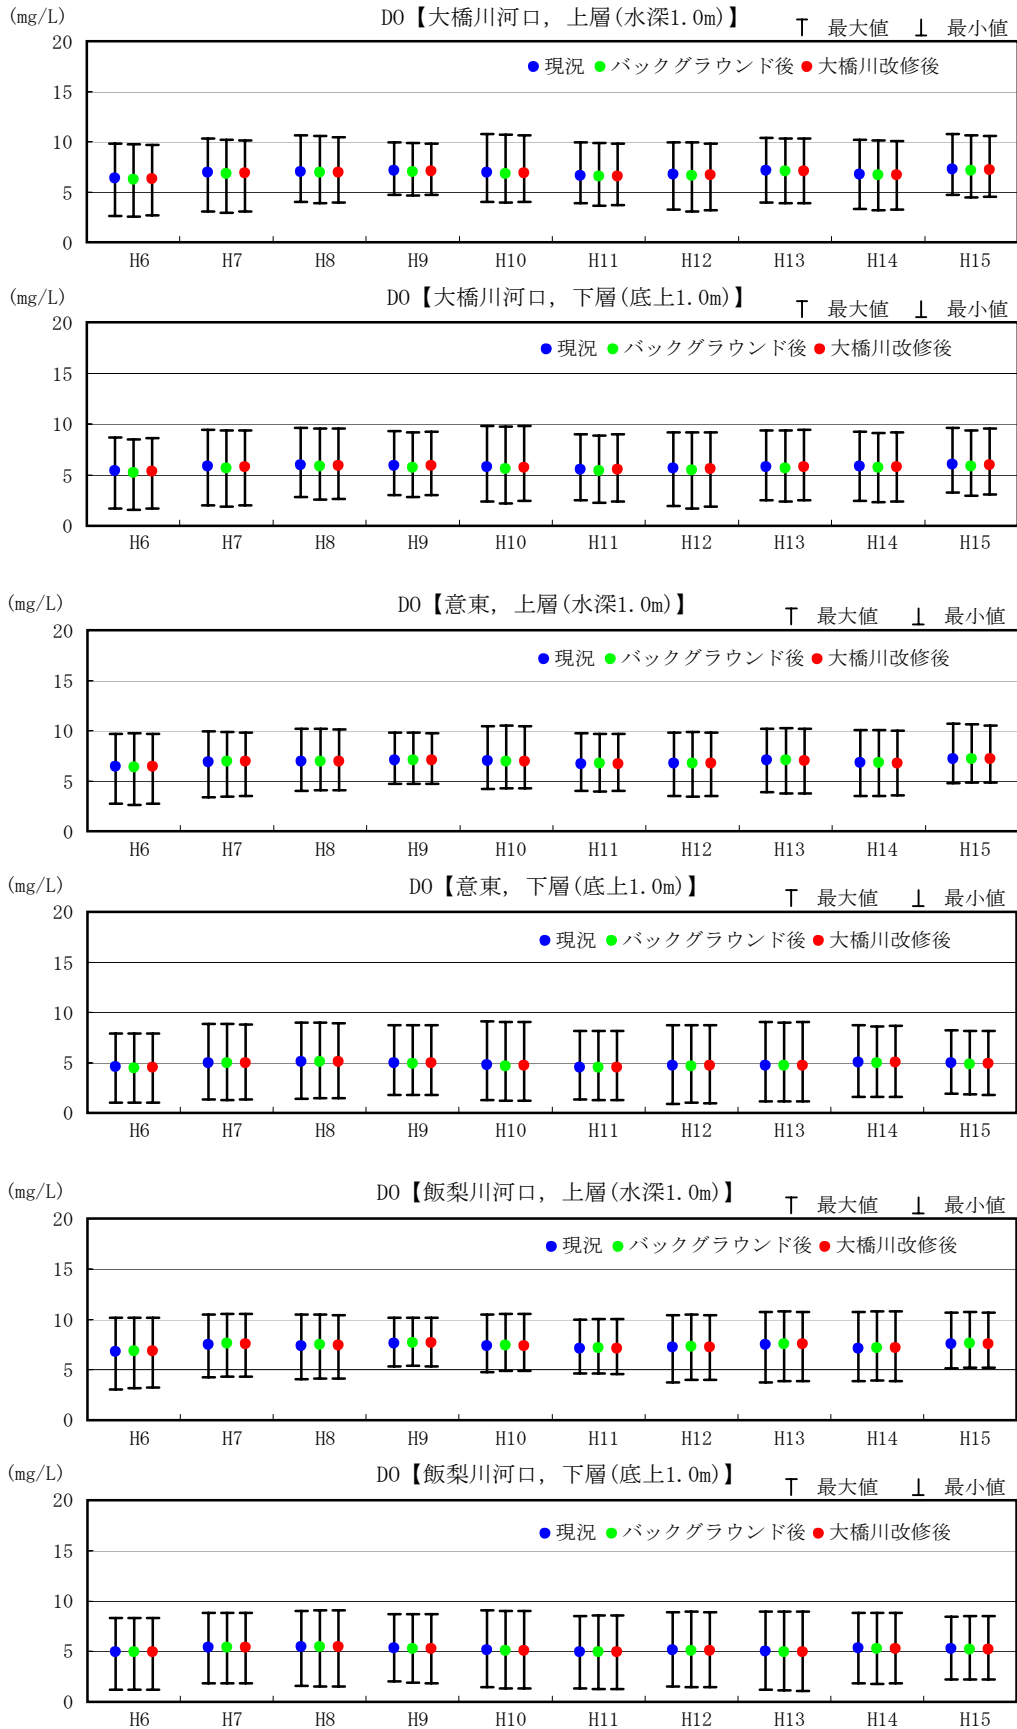 (mg/L) DO【大橋川河口, 上層(水深1.0m)】 最大値 最小値
20
現況 バックグラウンド後 大橋川改修後
15
10
5
0
H6 H7 H8 H9 H10 H11 H12 H13 H14 H15
(mg/L) DO【大橋川河口, 下層(底上1.0m)】 最大値 最小値
20
現況 バックグラウンド後 大橋川改修後
15
10
5
0
H6 H7 H8 H9 H10 H11 H12 H13 H14 H15
(mg/L) DO【意東, 上層(水深1.0m)】 最大値 最小値
20
現況 バックグラウンド後 大橋川改修後
15
10
5
0
H6 H7 H8 H9 H10 H11 H12 H13 H14 H15
(mg/L) DO【意東, 下層(底上1.0m)】 最大値 最小値
20
現況 バックグラウンド後 大橋川改修後
15
10
5
0
H6 H7 H8 H9 H10 H11 H12 H13 H14 H15
(mg/L) DO【飯梨川河口, 上層(水深1.0m)】 最大値 最小値
20
現況 バックグラウンド後 大橋川改修後
15
10
5
0
H6 H7 H8 H9 H10 H11 H12 H13 H14 H15
(mg/L) DO【飯梨川河口, 下層(底上1.0m)】 最大値 最小値
20
現況 バックグラウンド後 大橋川改修後
15
10
5
0
H6 H7 H8 H9 H10 H11 H12 H13 H14 H15